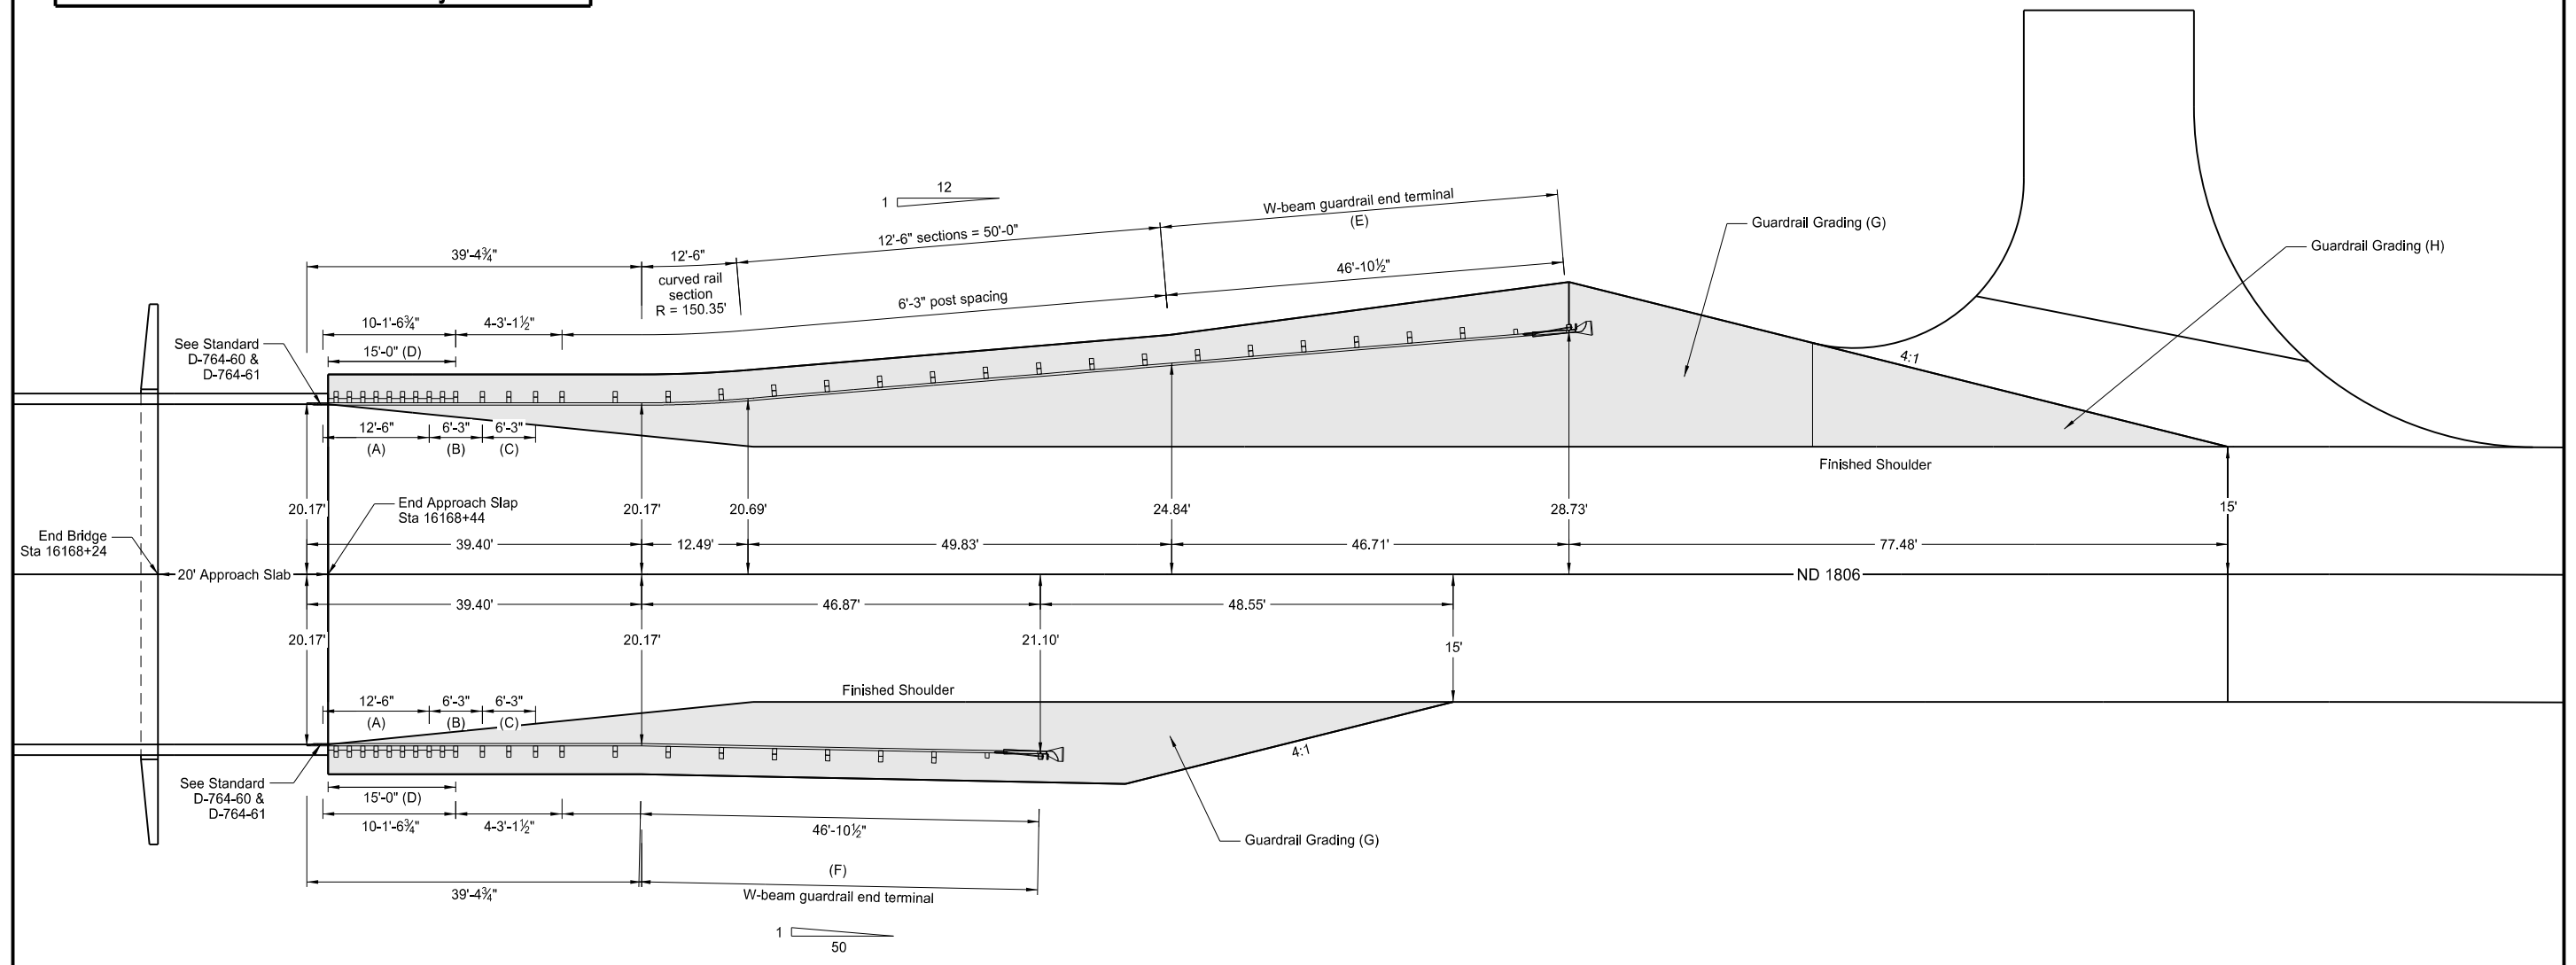 12
1
W-beam guardrail end terminal
(E)
12'-6" sections = 50'-0"
Guardrail Grading (G)
Guardrail Grading (H)
39'-4¾"
12'-6"
curved rail
section
R = 150.35'
46'-10½"
6'-3" post spacing
10-1'-6¾"
4-3'-1½"
See Standard
D-764-60 &
D-764-61
15'-0" (D)
4:1
12'-6"
6'-3"
6'-3"
(A)
(B)
(C)
Finished Shoulder
End Approach Slap
Sta 16168+44
20.17'
20.17'
20.69'
24.84'
28.73'
15'
End Bridge
Sta 16168+24
39.40'
12.49'
49.83'
46.71'
77.48'
20' Approach Slab
ND 1806
39.40'
46.87'
48.55'
20.17'
20.17'
21.10'
15'
Finished Shoulder
12'-6"
6'-3"
6'-3"
(A)
(B)
(C)
4:1
See Standard
D-764-60 &
D-764-61
15'-0" (D)
10-1'-6¾"
4-3'-1½"
46'-10½"
Guardrail Grading (G)
(F)
39'-4¾"
W-beam guardrail end terminal
1
50